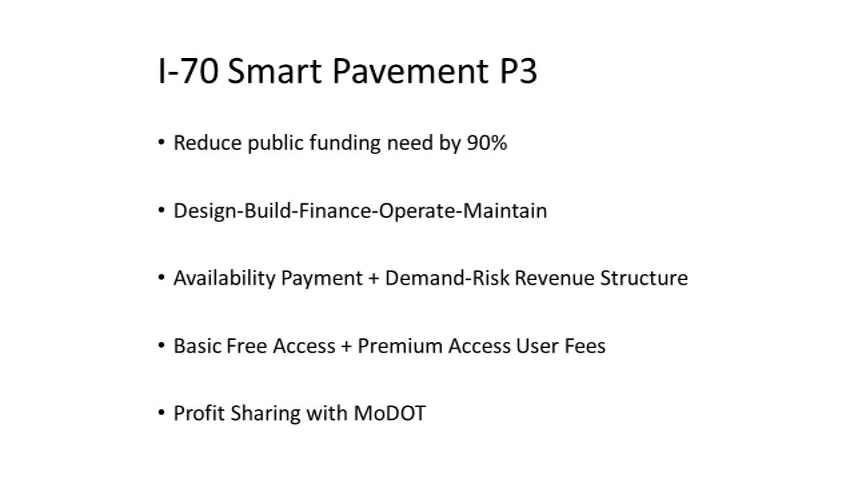 I-70 Smart Pavement P3
• Reduce public funding need by 90%
• Design-Build-Finance-Operate-Maintain
• Availability Payment + Demand-Risk Revenue Structure
• Basic Free Access + Premium Access User Fees
• Profit Sharing with MoDOT